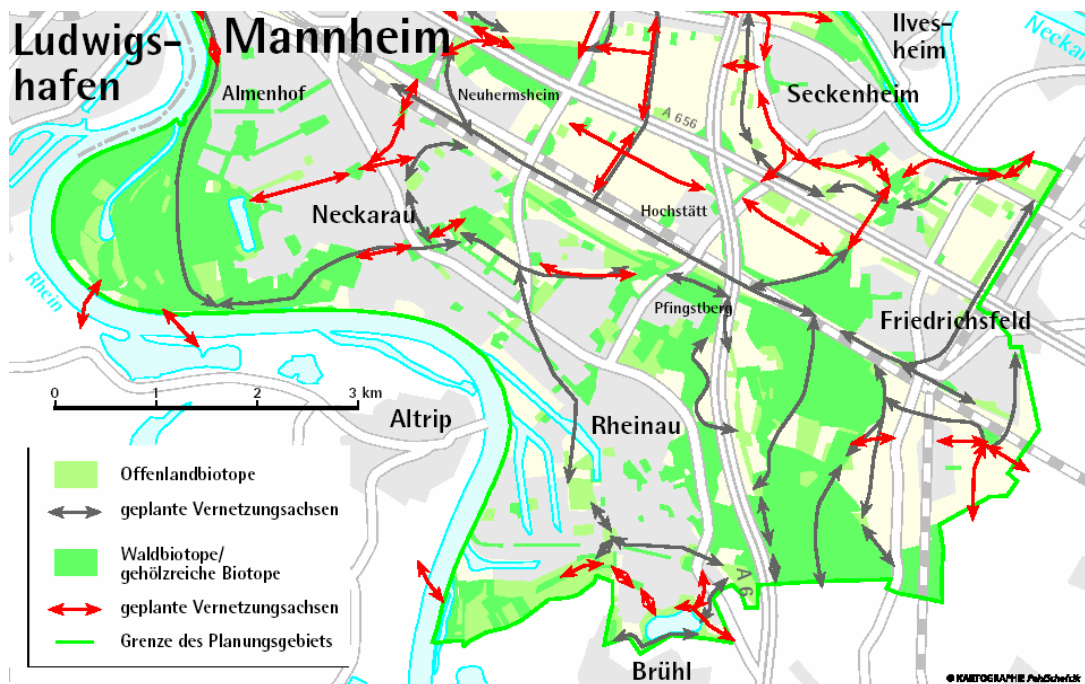 Ludwigs-
hafen
Mannheim
Ilves-
heim
Neckar
Almenhof
Neuhermsheim
Seckenheim
A 656
Neckarau
Hochstätt
Rhein
Pfingstberg
Friedrichsfeld
0 1 2 3 km
Altrip
Rheinau
A 6
Brühl
Offenlandbiotope
geplante Vernetzungsachsen
Waldbiotope/
gehölzreiche Biotope
geplante Vernetzungsachsen
Grenze des Planungsgebiets
© KARTOGRAPHIE